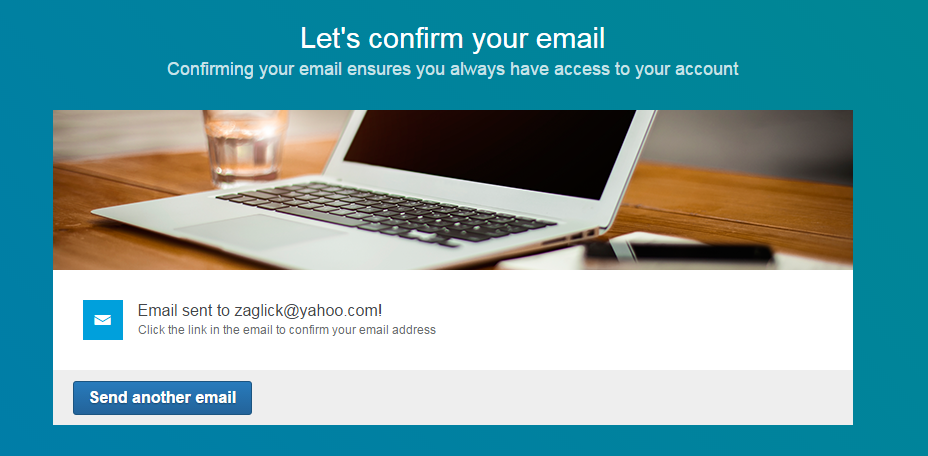 Let's confirm your email
Confirming your email ensures you always have access to your account
Email sent to zaglick@yahoo.com!
Click the link in the email to confirm your email address
Send another email